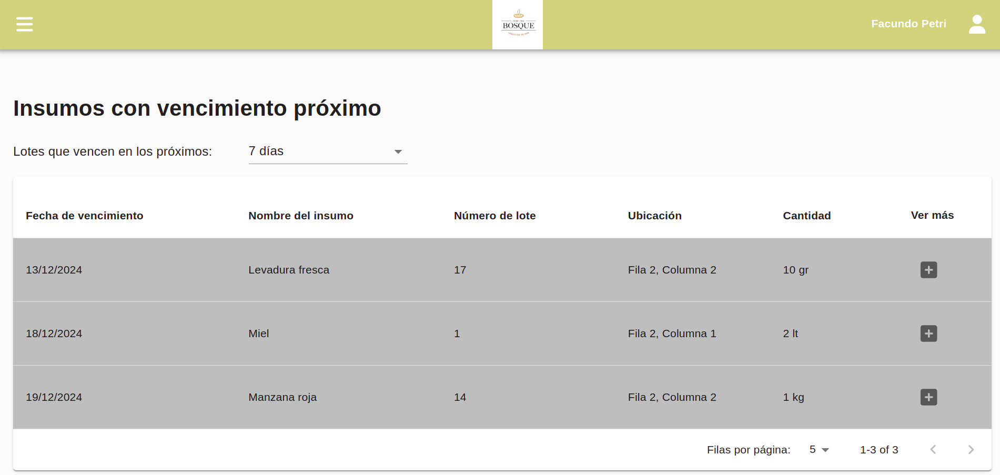 BOSQUE
Facundo Petri
Insumos con vencimiento próximo
Lotes que vencen en los próximos: 7 días
Fecha de vencimiento Nombre del insumo Número de lote Ubicación Cantidad Ver más
13/12/2024 Levadura fresca 17 Fila 2, Columna 2 10 gr
18/12/2024 Miel 1 Fila 2, Columna 1 2 lt
19/12/2024 Manzana roja 14 Fila 2, Columna 2 1 kg
Filas por página: 5 1-3 of 3